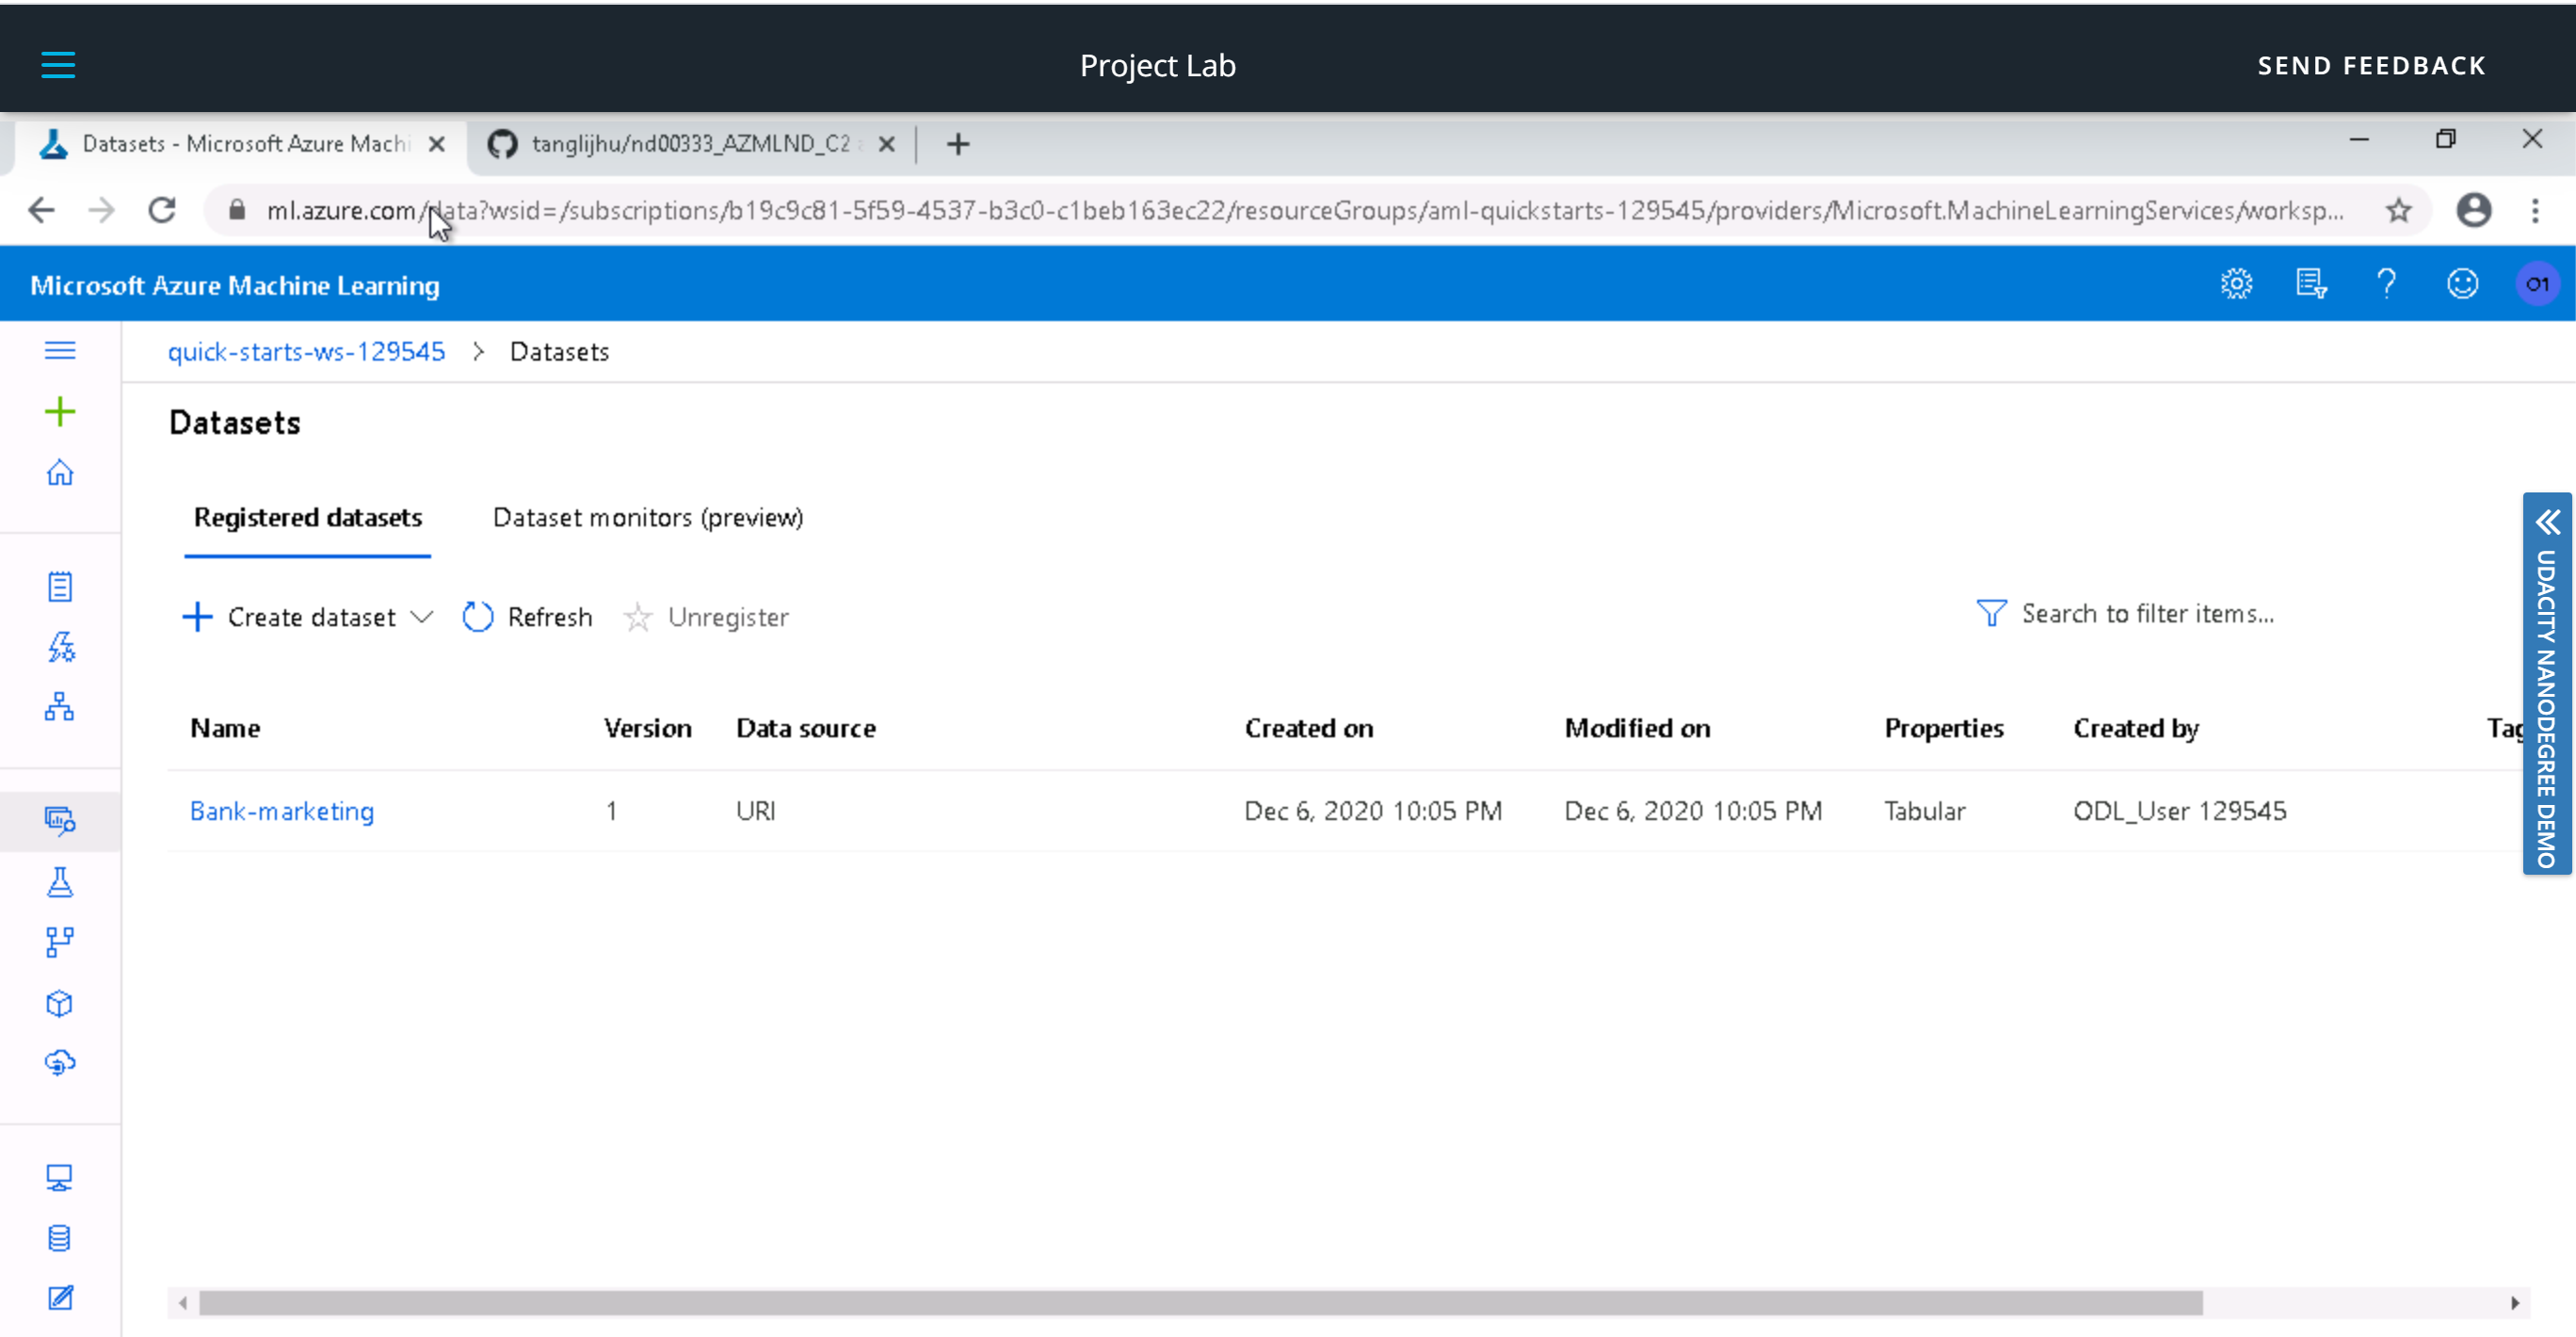 Project Lab
SEND FEEDBACK
Datasets - Microsoft Azure Machi
tanglijhu/nd00333_AZMLND_C2
ml.azure.com/data?wsid=/subscriptions/b19c9c81-5f59-4537-b3c0-c1beb163ec22/resourceGroups/aml-quickstarts-129545/providers/Microsoft.MachineLearningServices/worksp...
Microsoft Azure Machine Learning
O1
quick-starts-ws-129545 > Datasets
Datasets
Registered datasets Dataset monitors (preview)
Create dataset Refresh Unregister Search to filter items...
Name Version Data source Created on Modified on Properties Created by Tag
Bank-marketing 1 URI Dec 6, 2020 10:05 PM Dec 6, 2020 10:05 PM Tabular ODL_User 129545
UDACITY NANODEGREE DEMO